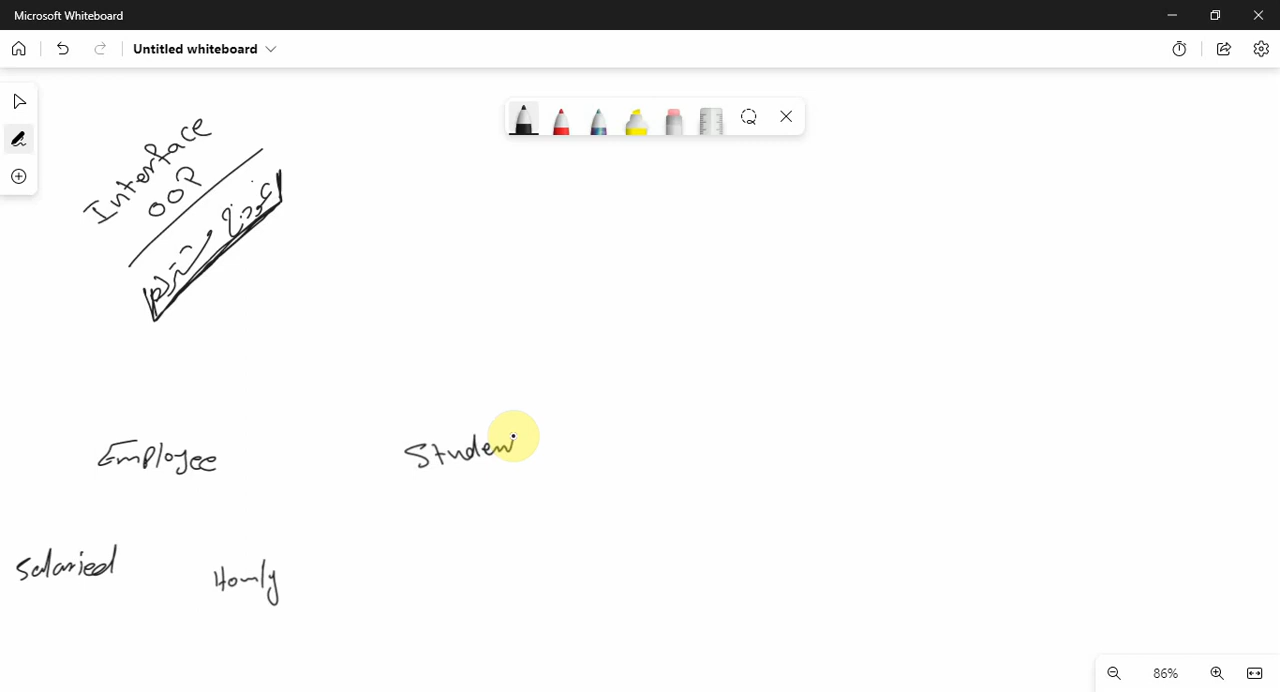 Microsoft Whiteboard
Untitled whiteboard
Interface
OOP
Employee
Studen
Salaried
Hourly
86%